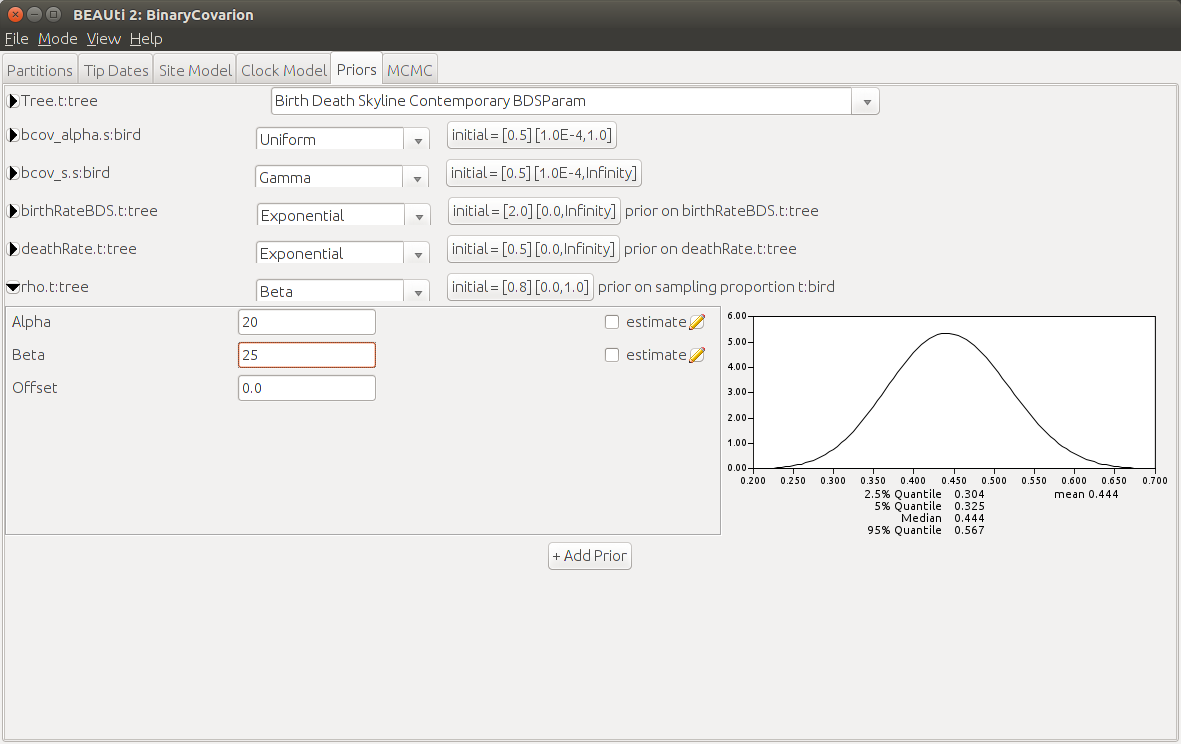 BEAUti 2: BinaryCovarion
File Mode View Help
Partitions Tip Dates Site Model Clock Model Priors MCMC
Tree.t:tree Birth Death Skyline Contemporary BDSParam
bcov_alpha.s:bird Uniform initial = [0.5] [1.0E-4,1.0]
bcov_s.s:bird Gamma initial = [0.5] [1.0E-4,Infinity]
birthRateBDS.t:tree Exponential initial = [2.0] [0.0,Infinity] prior on birthRateBDS.t:tree
deathRate.t:tree Exponential initial = [0.5] [0.0,Infinity] prior on deathRate.t:tree
rho.t:tree Beta initial = [0.8] [0.0,1.0] prior on sampling proportion t:bird
Alpha 20 estimate
Beta 25 estimate
Offset 0.0
6.00
5.00
4.00
3.00
2.00
1.00
0.00
0.200 0.250 0.300 0.350 0.400 0.450 0.500 0.550 0.600 0.650 0.700
2.5% Quantile 0.304 mean 0.444
5% Quantile 0.325
Median 0.444
95% Quantile 0.567
+ Add Prior